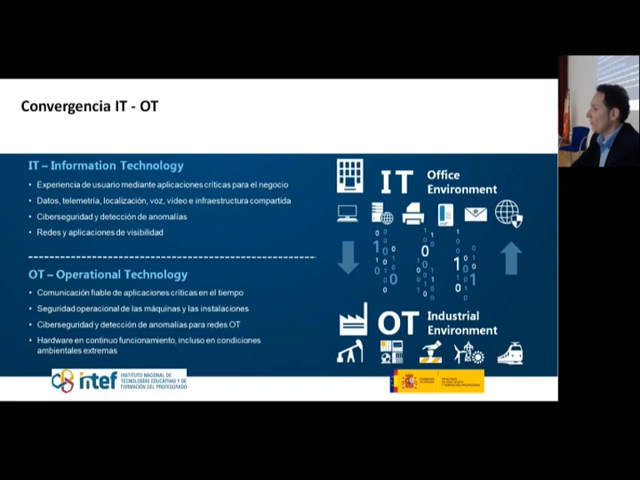 Convergencia IT - OT
IT – Information Technology
• Experiencia de usuario mediante aplicaciones críticas para el negocio
• Datos, telemetría, localización, voz, vídeo e infraestructura compartida
• Ciberseguridad y detección de anomalías
• Redes y aplicaciones de visibilidad
OT – Operational Technology
• Comunicación fiable de aplicaciones críticas en el tiempo
• Seguridad operacional de las máquinas y las instalaciones
• Ciberseguridad y detección de anomalías para redes OT
• Hardware en continuo funcionamiento, incluso en condiciones
ambientales extremas
IT Office
Environment
OT Industrial
Environment
intef
INSTITUTO NACIONAL DE
TECNOLOGÍAS EDUCATIVAS Y DE
FORMACIÓN DEL PROFESORADO